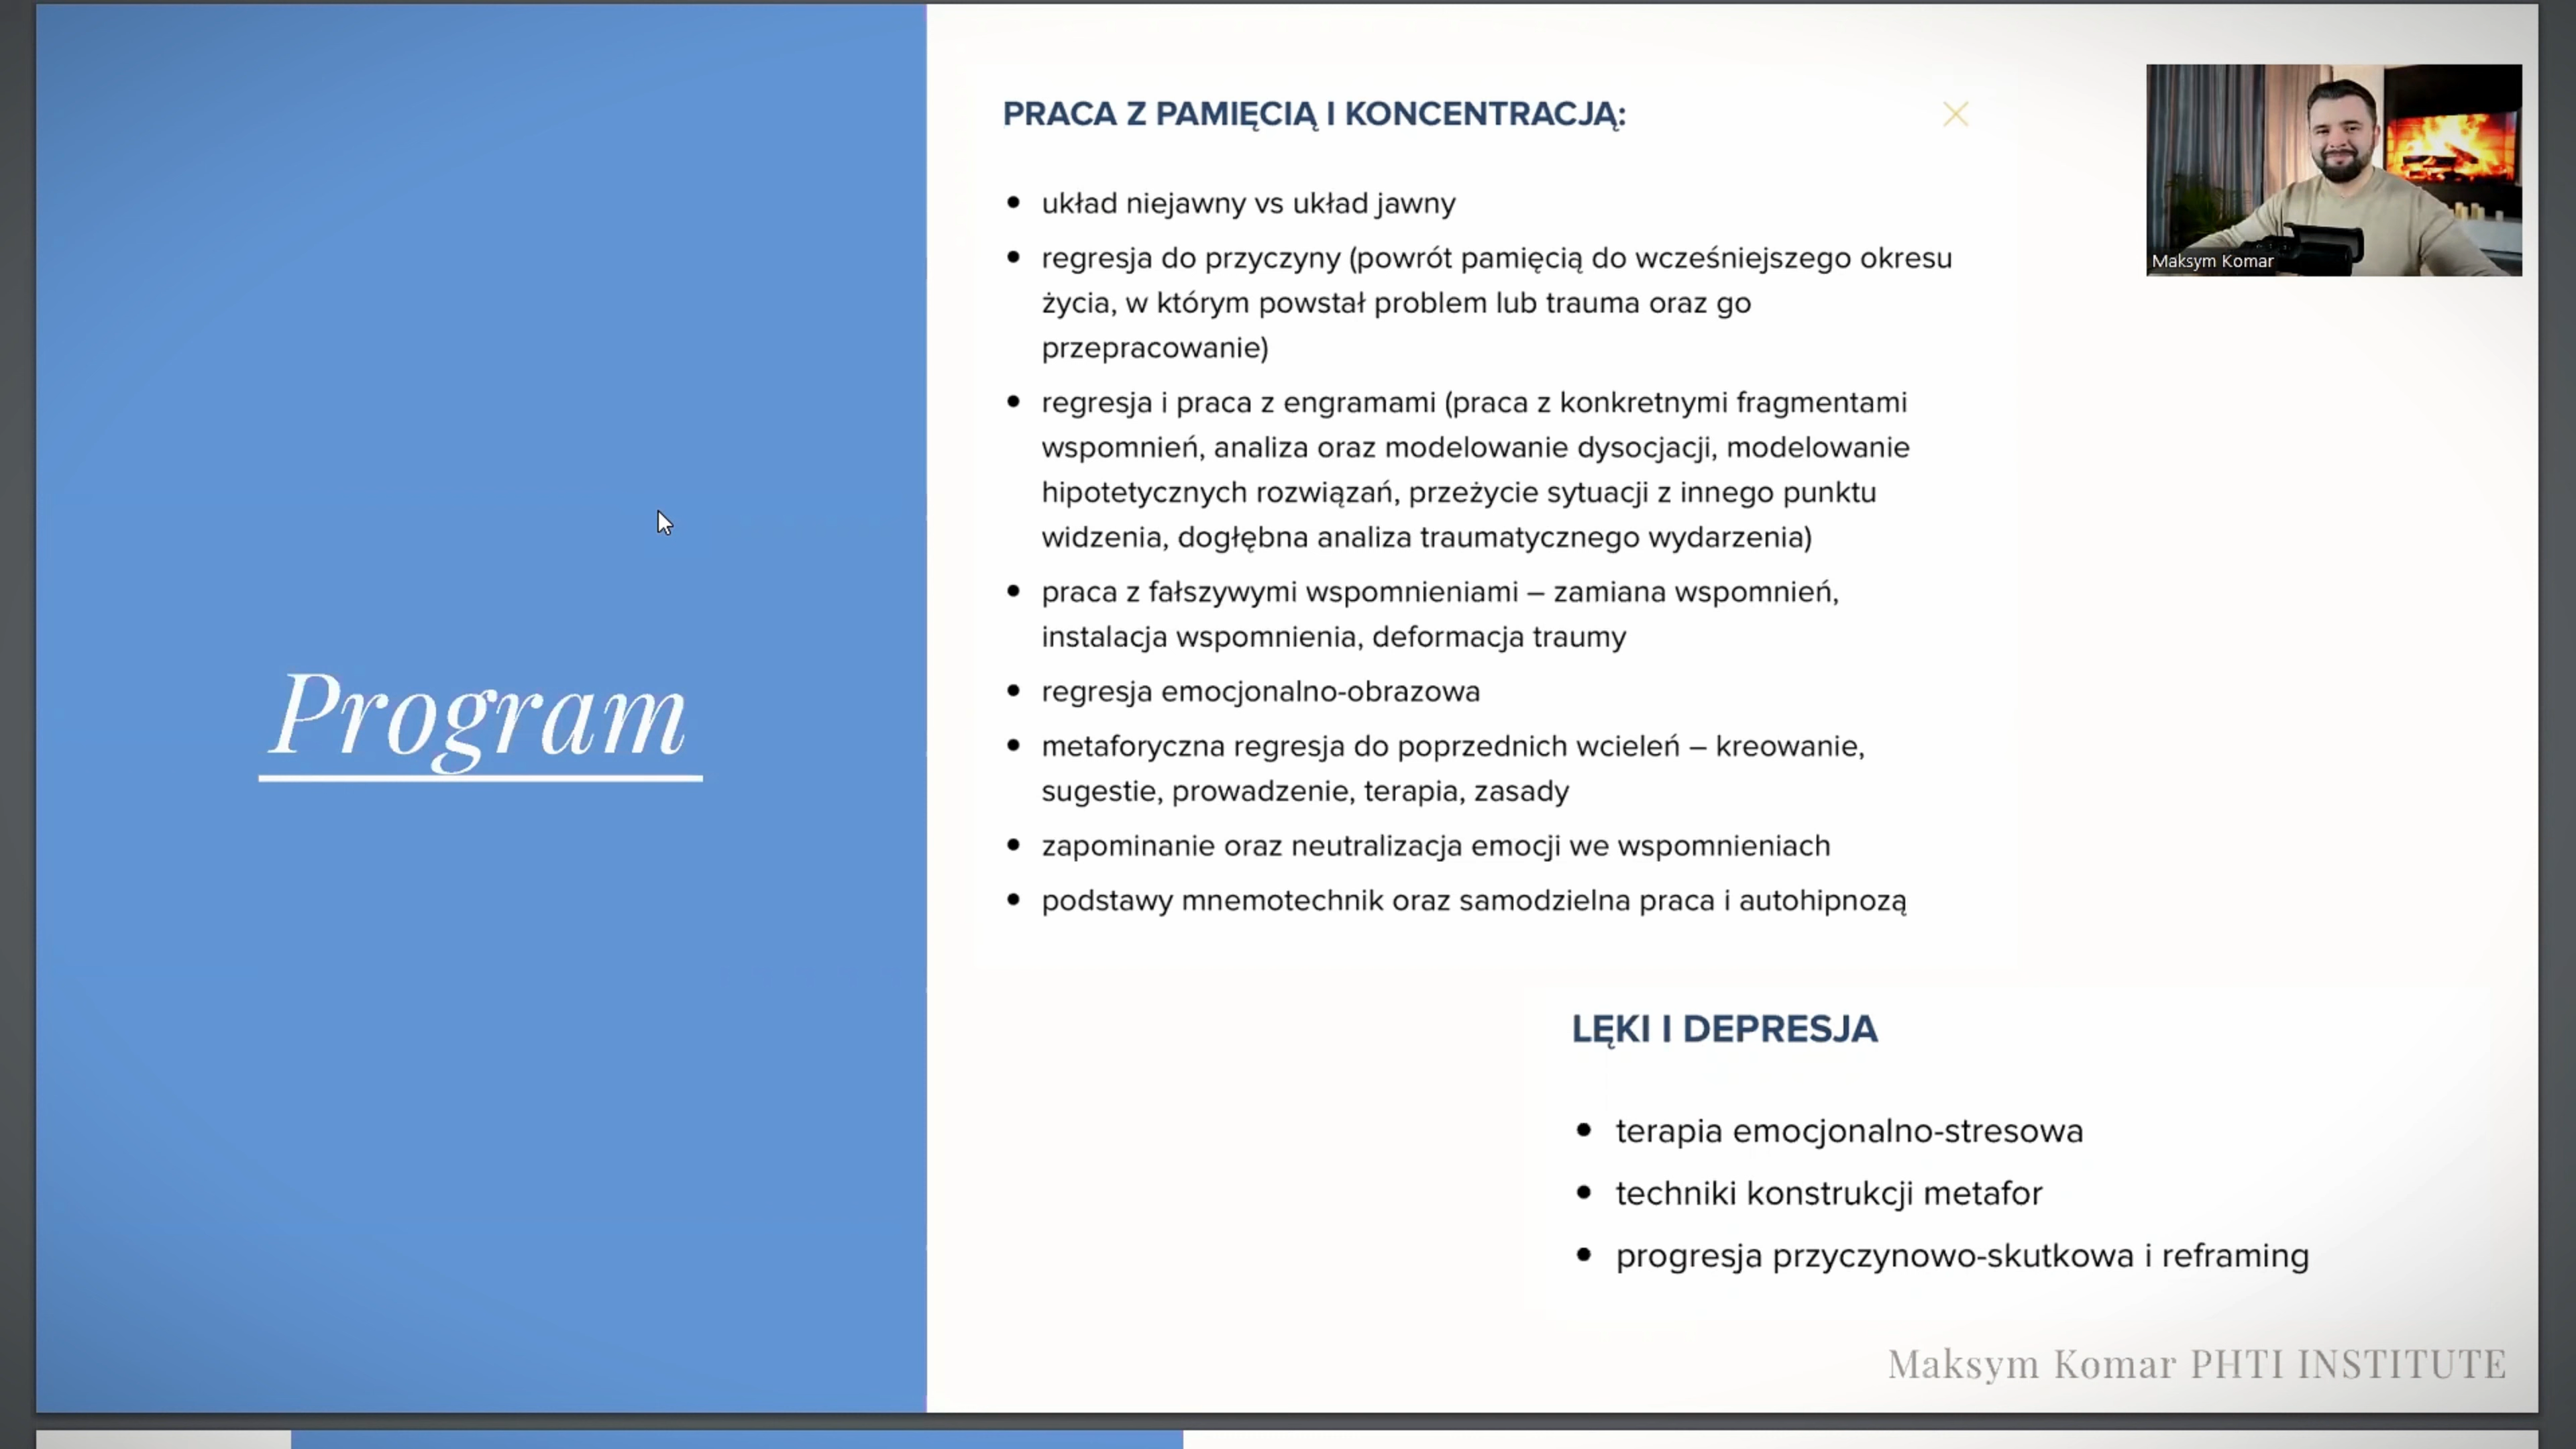 Program
PRACA Z PAMIĘCIĄ I KONCENTRACJĄ:
• układ niejawny vs układ jawny
• regresja do przyczyny (powrót pamięcią do wcześniejszego okresu
życia, w którym powstał problem lub trauma oraz go
przepracowanie)
• regresja i praca z engramami (praca z konkretnymi fragmentami
wspomnień, analiza oraz modelowanie dysocjacji, modelowanie
hipotetycznych rozwiązań, przeżycie sytuacji z innego punktu
widzenia, dogłębna analiza traumatycznego wydarzenia)
• praca z fałszywymi wspomnieniami – zamiana wspomnień,
instalacja wspomnienia, deformacja traumy
• regresja emocjonalno-obrazowa
• metaforyczna regresja do poprzednich wcieleń – kreowanie,
sugestie, prowadzenie, terapia, zasady
• zapominanie oraz neutralizacja emocji we wspomnieniach
• podstawy mnemotechnik oraz samodzielna praca i autohipnozą
Maksym Komar
LĘKI I DEPRESJA
• terapia emocjonalno-stresowa
• techniki konstrukcji metafor
• progresja przyczynowo-skutkowa i reframing
Maksym Komar PHTI INSTITUTE